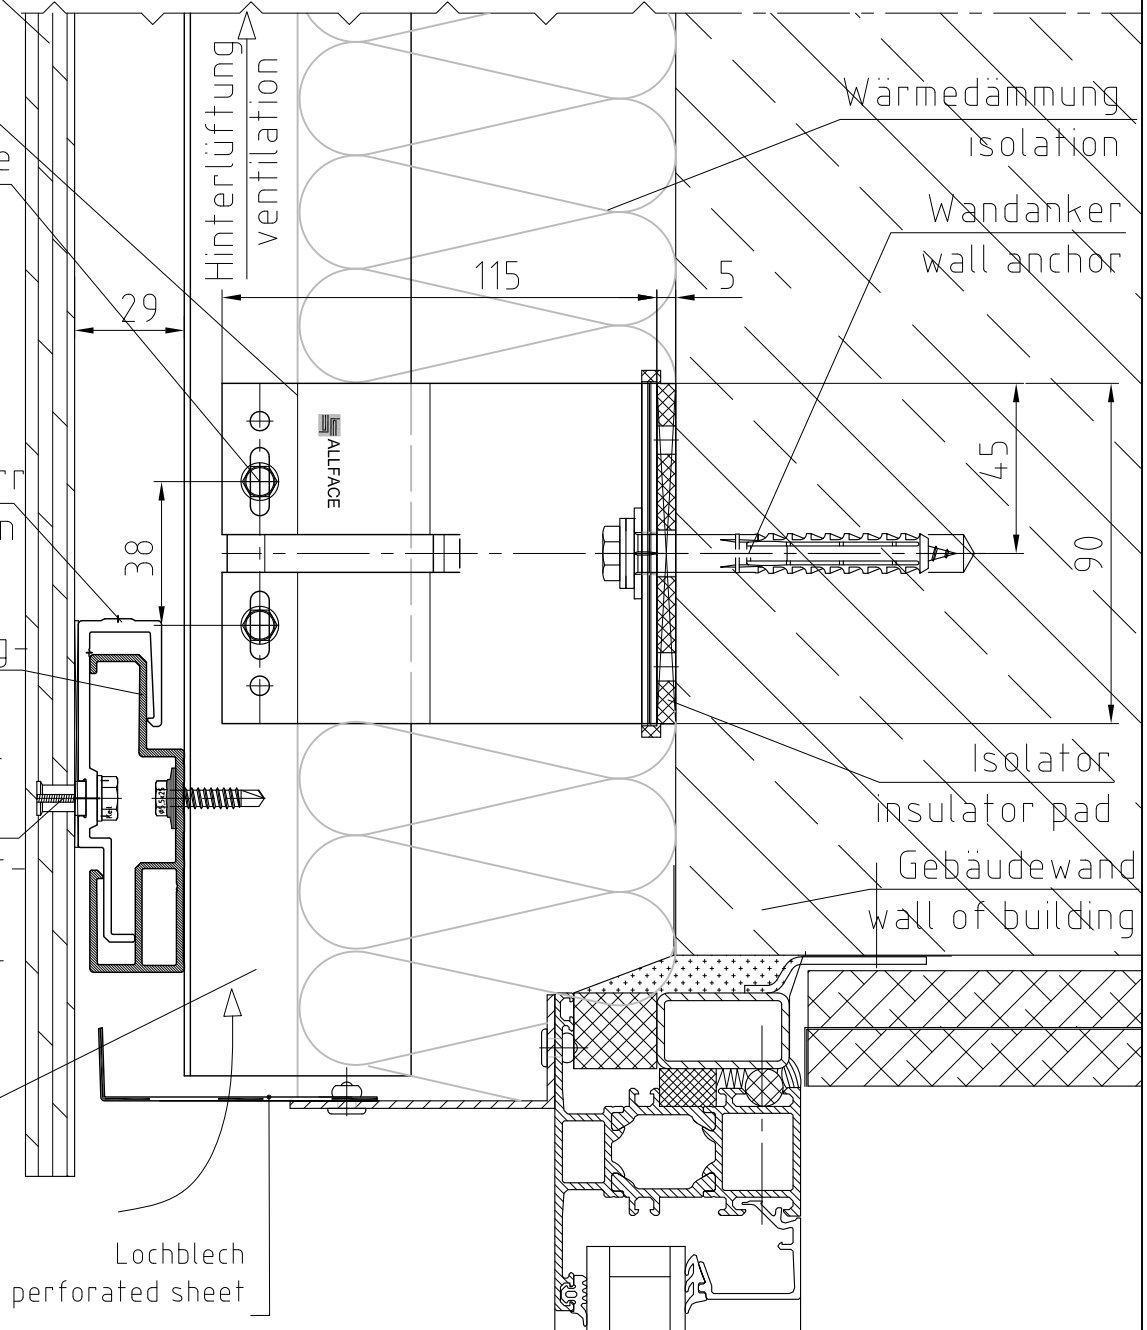 Hinterlüftung
ventilation
Wärmedämmung
isolation
Wandanker
wall anchor
115
5
29
ALLFACE
45
90
38
Isolator
insulator pad
Gebäudewand
wall of building
Lochblech
perforated sheet